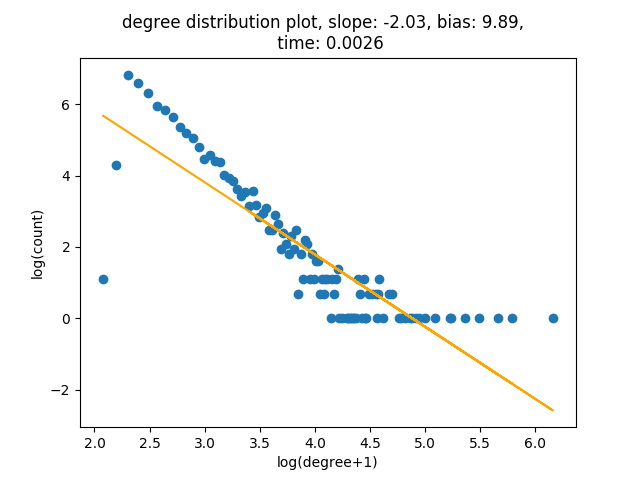 degree distribution plot, slope: -2.03, bias: 9.89,
time: 0.0026
log(count)
6
4
2
0
−2
2.0 2.5 3.0 3.5 4.0 4.5 5.0 5.5 6.0
log(degree+1)